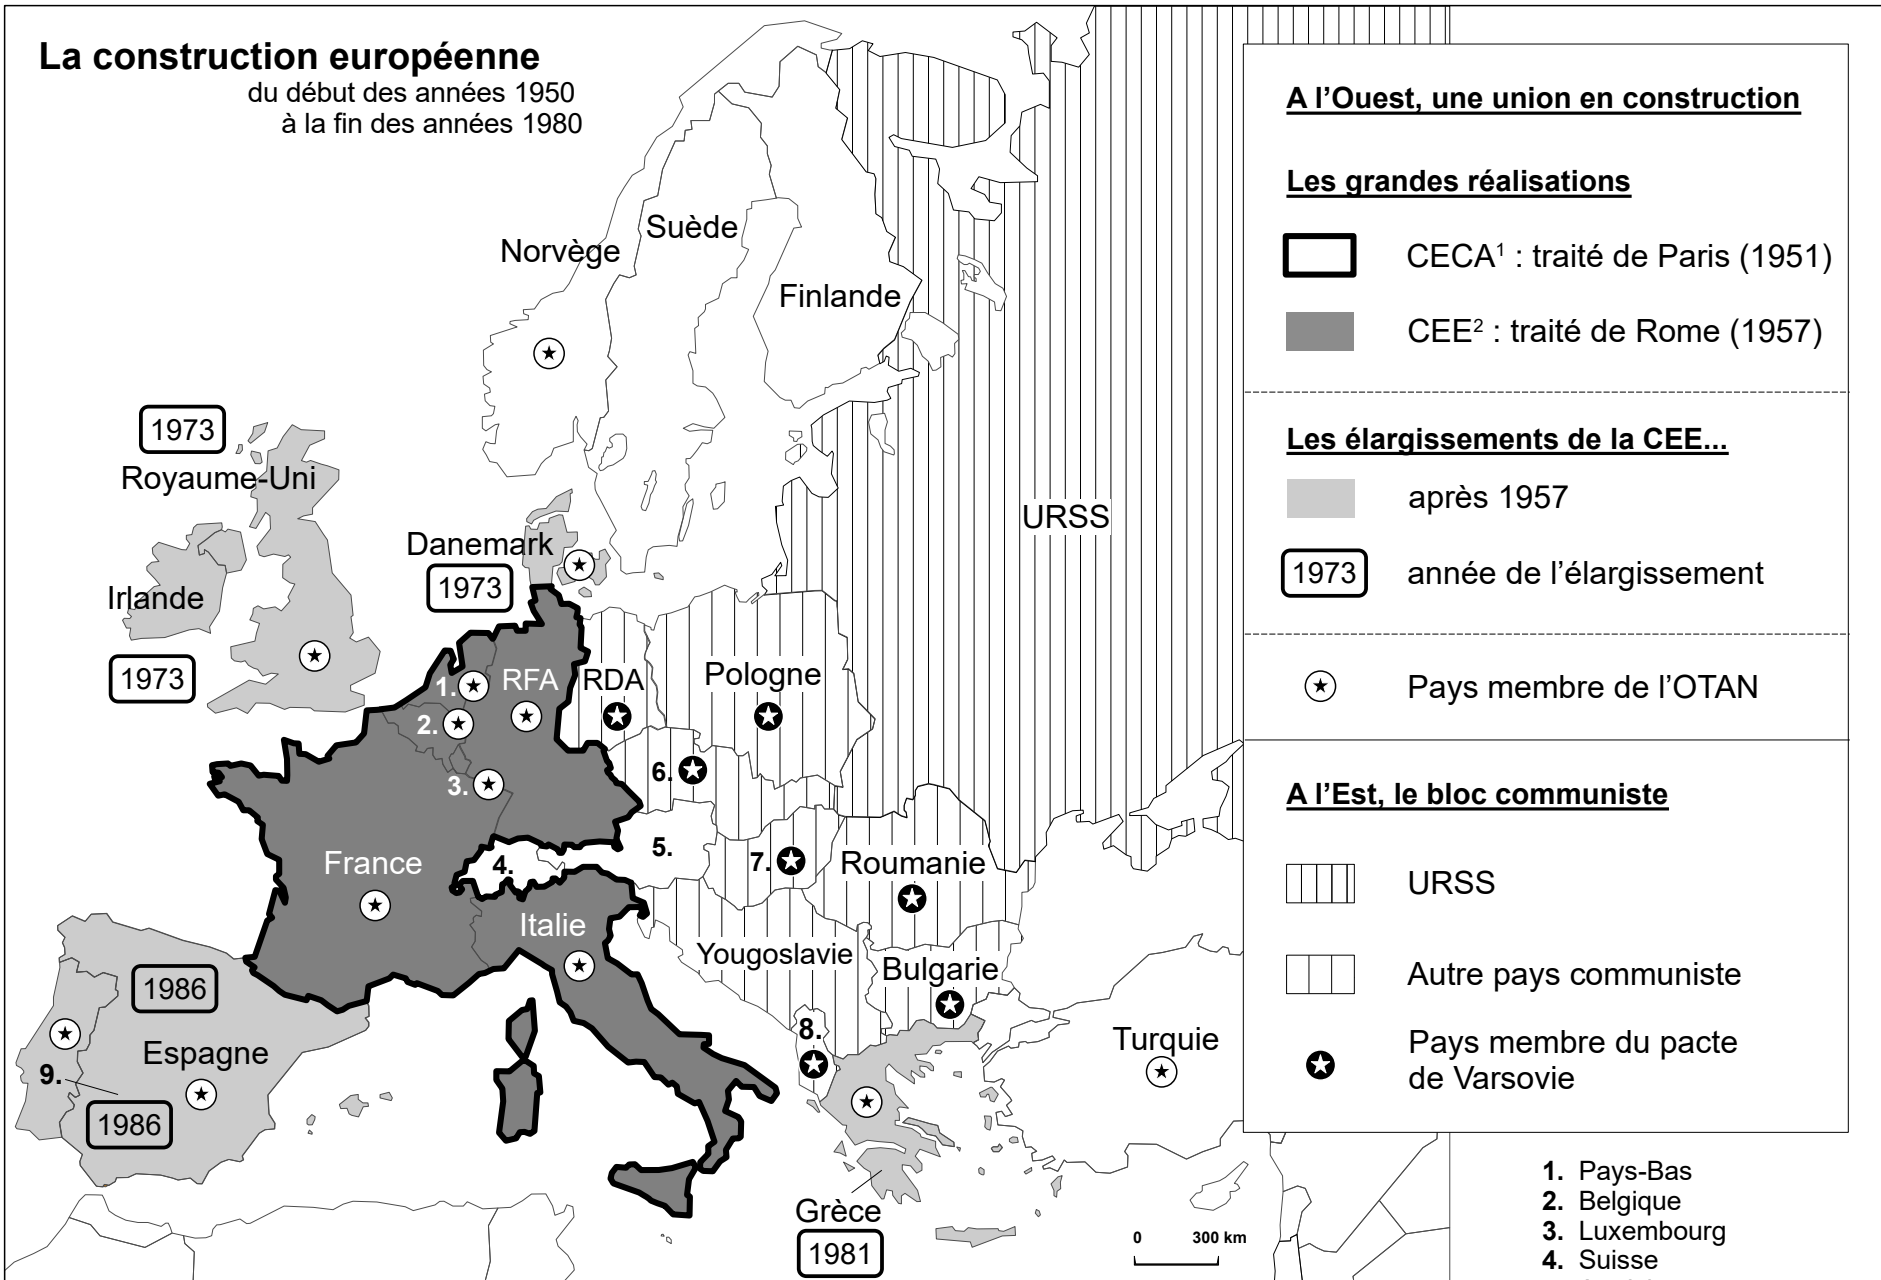 La construction européenne
du début des années 1950
à la fin des années 1980
Norvège
Suède
Finlande
1973
Royaume-Uni
Danemark
1973
Irlande
1973
URSS
1.
RFA
RDA
Pologne
2.
3.
6.
France
4.
5.
7.
Roumanie
Italie
Yougoslavie
Bulgarie
1986
Espagne
9.
1986
8.
Turquie
Grèce
1981
0 300 km
A l’Ouest, une union en construction
Les grandes réalisations
CECA¹ : traité de Paris (1951)
CEE² : traité de Rome (1957)
Les élargissements de la CEE...
après 1957
1973 année de l’élargissement
Pays membre de l’OTAN
A l’Est, le bloc communiste
URSS
Autre pays communiste
Pays membre du pacte
de Varsovie
1. Pays-Bas
2. Belgique
3. Luxembourg
4. Suisse